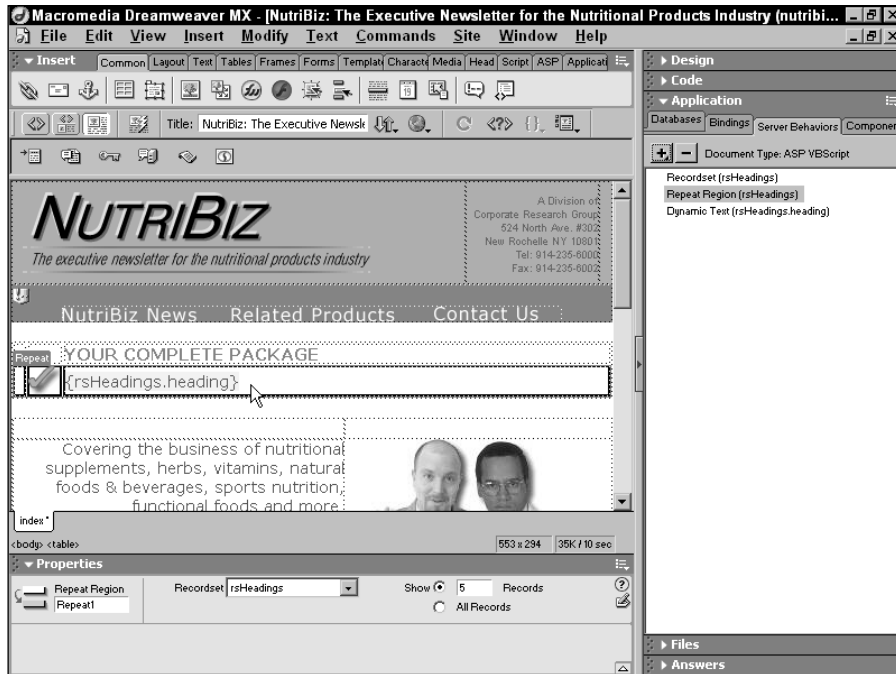 Macromedia Dreamweaver MX - [NutriBiz: The Executive Newsletter for the Nutritional Products Industry (nutribi...
File Edit View Insert Modify Text Commands Site Window Help
Insert Common Layout Text Tables Frames Forms Templat Characte Media Head Script ASP Applicati
Title: NutriBiz: The Executive Newsle
NUTRIBIZ
The executive newsletter for the nutritional products industry
A Division of
Corporate Research Group
524 North Ave. #302
New Rochelle NY 10801
Tel: 914-235-6000
Fax: 914-235-6002
NutriBiz News Related Products Contact Us
YOUR COMPLETE PACKAGE
Repeat
{rsHeadings.heading}
Covering the business of nutritional
supplements, herbs, vitamins, natural
foods & beverages, sports nutrition,
functional foods and more
index*
<body> <table> 553 x 294 35K / 10 sec
Properties
Repeat Region Recordset rsHeadings Show 5 Records
Repeat1 All Records
Design
Code
Application
Databases Bindings Server Behaviors Componen
Document Type: ASP VBScript
Recordset (rsHeadings)
Repeat Region (rsHeadings)
Dynamic Text (rsHeadings.heading)
Files
Answers